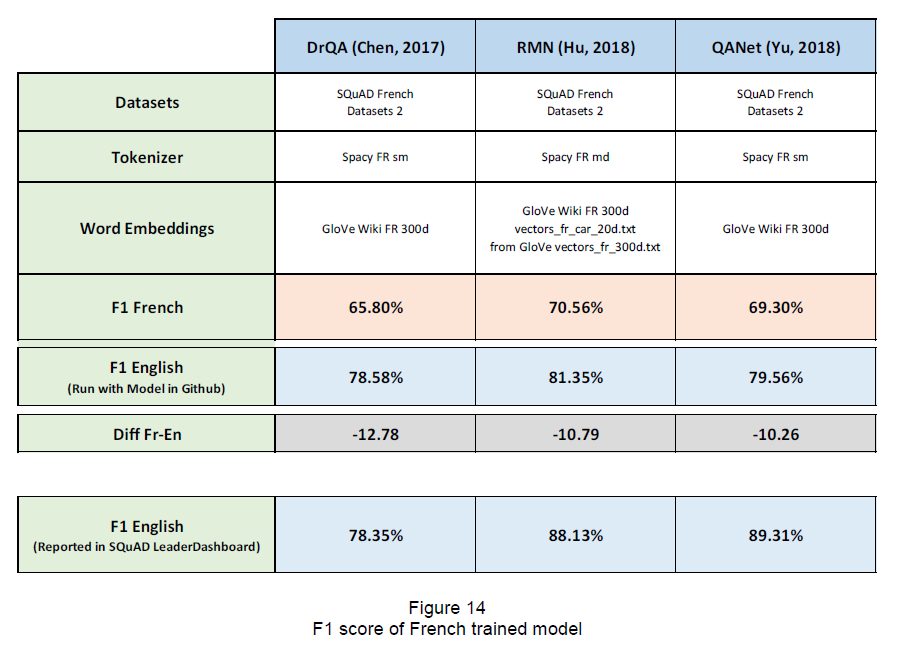 DrQA (Chen, 2017) RMN (Hu, 2018) QANet (Yu, 2018)
Datasets
SQuAD French
Datasets 2
SQuAD French
Datasets 2
SQuAD French
Datasets 2
Tokenizer Spacy FR sm Spacy FR md Spacy FR sm
Word Embeddings
GloVe Wiki FR 300d
GloVe Wiki FR 300d
vectors_fr_car_20d.txt
from GloVe vectors_fr_300d.txt
GloVe Wiki FR 300d
F1 French 65.80% 70.56% 69.30%
F1 English
(Run with Model in Github)
78.58% 81.35% 79.56%
Diff Fr-En -12.78 -10.79 -10.26
F1 English
(Reported in SQuAD LeaderDashboard)
78.35% 88.13% 89.31%
Figure 14
F1 score of French trained model